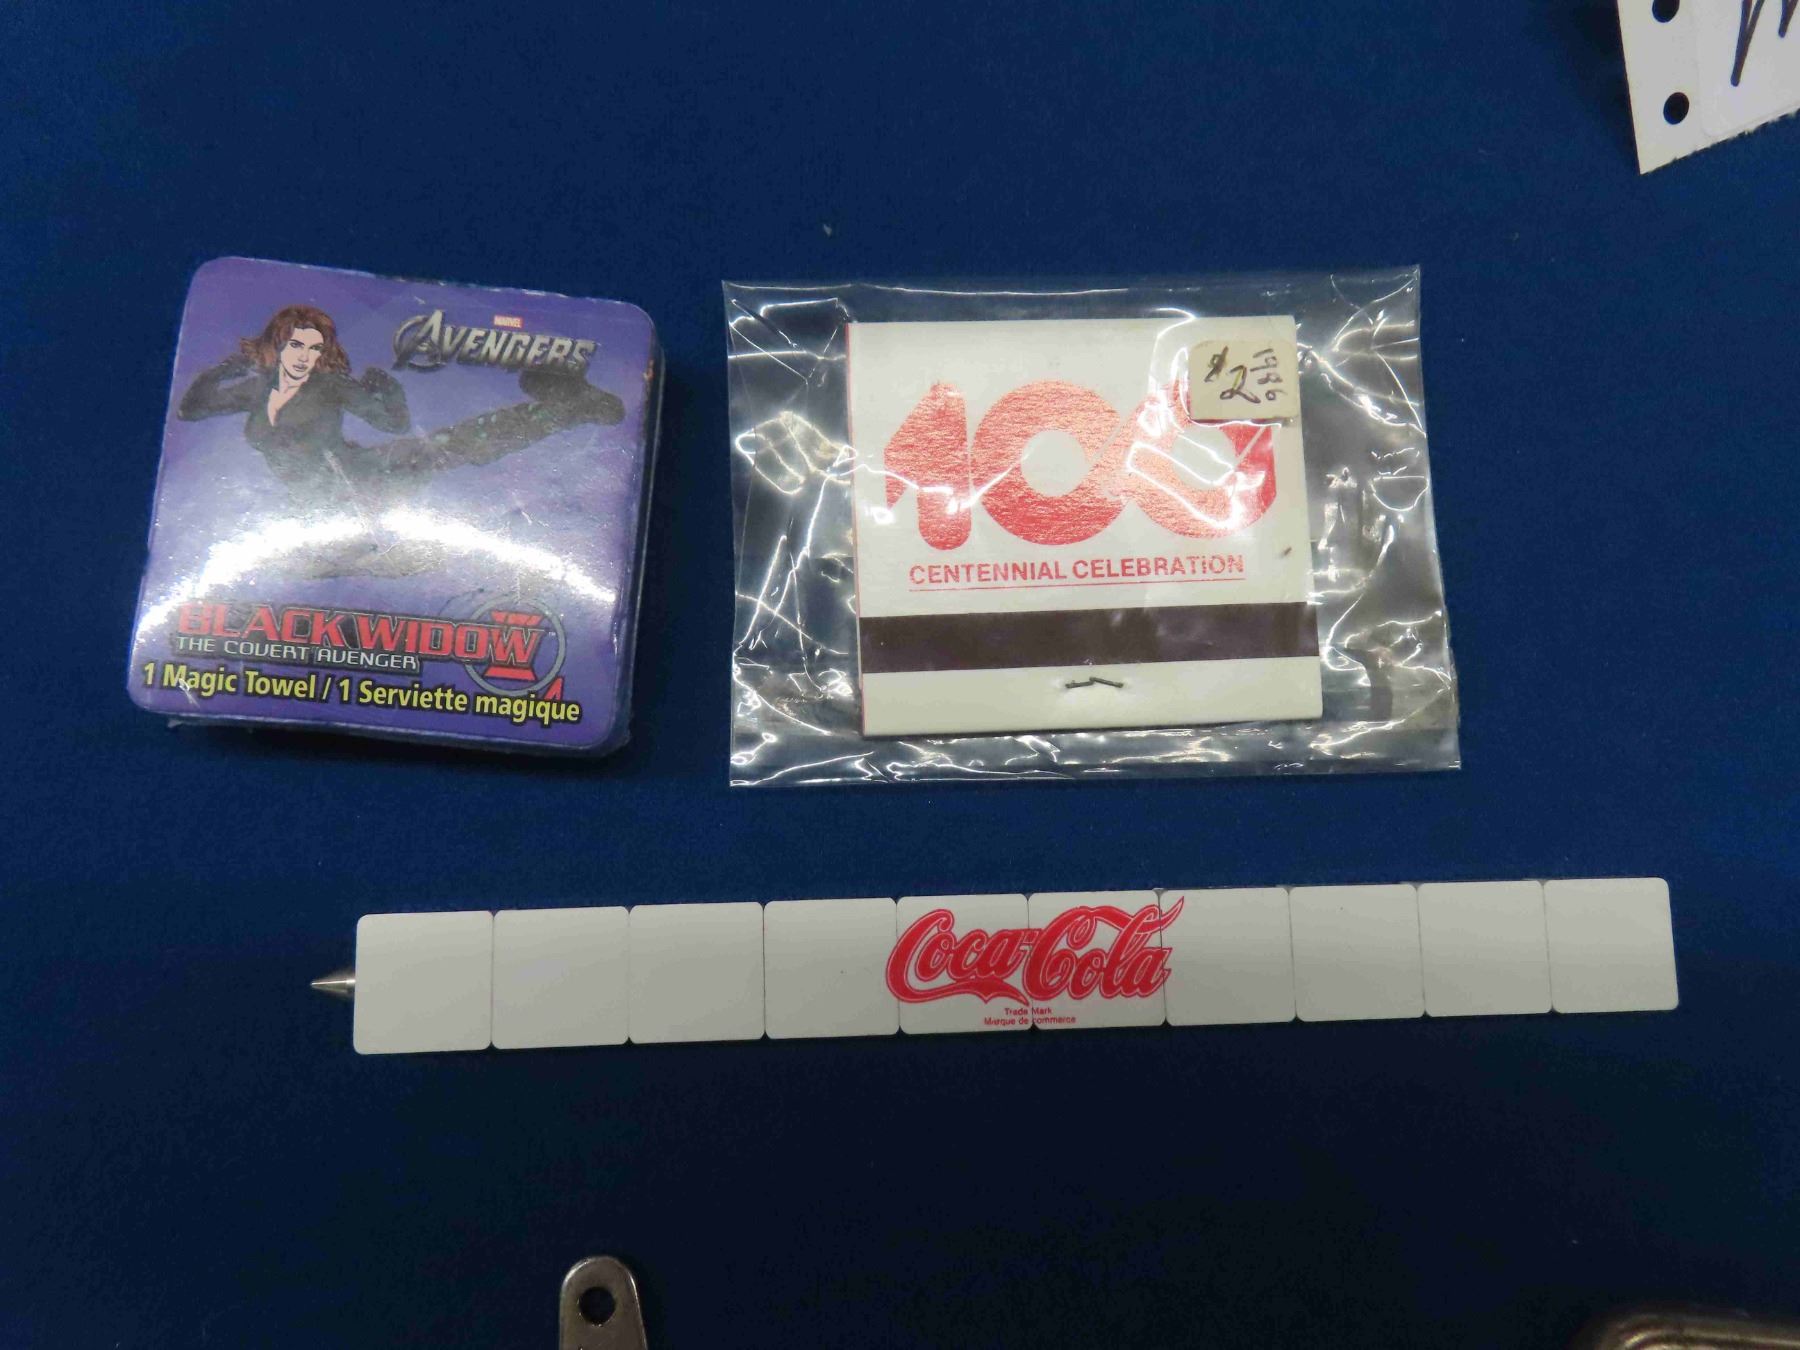 MARVEL
AVENGERS
BLACK WIDOW
THE COVERT AVENGER
1 Magic Towel / 1 Serviette magique
$2
1986
100
CENTENNIAL CELEBRATION
Coca-Cola
Trade Mark
Marque de commerce